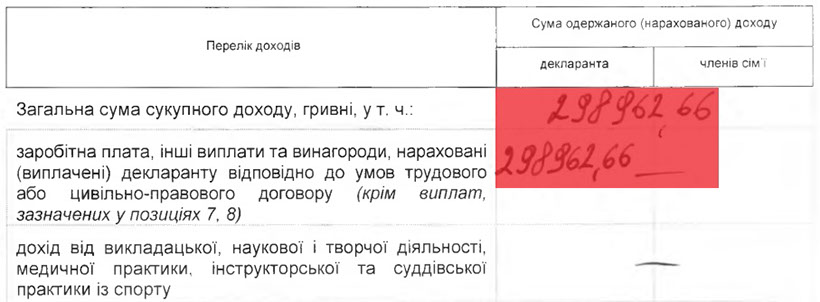 Перелік доходів
Сума одержаного (нарахованого) доходу
декларанта
членів сім´ї
Загальна сума сукупного доходу, гривні, у т. ч.:
298962,66
заробітна плата, інші виплати та винагороди, нараховані
298962,66 —
(виплачені) декларанту відповідно до умов трудового
або цивільно-правового договору (крім виплат,
зазначених у позиціях 7, 8)
дохід від викладацької, наукової і творчої діяльності,
медичної практики, інструкторської та суддівської
—
практики із спорту